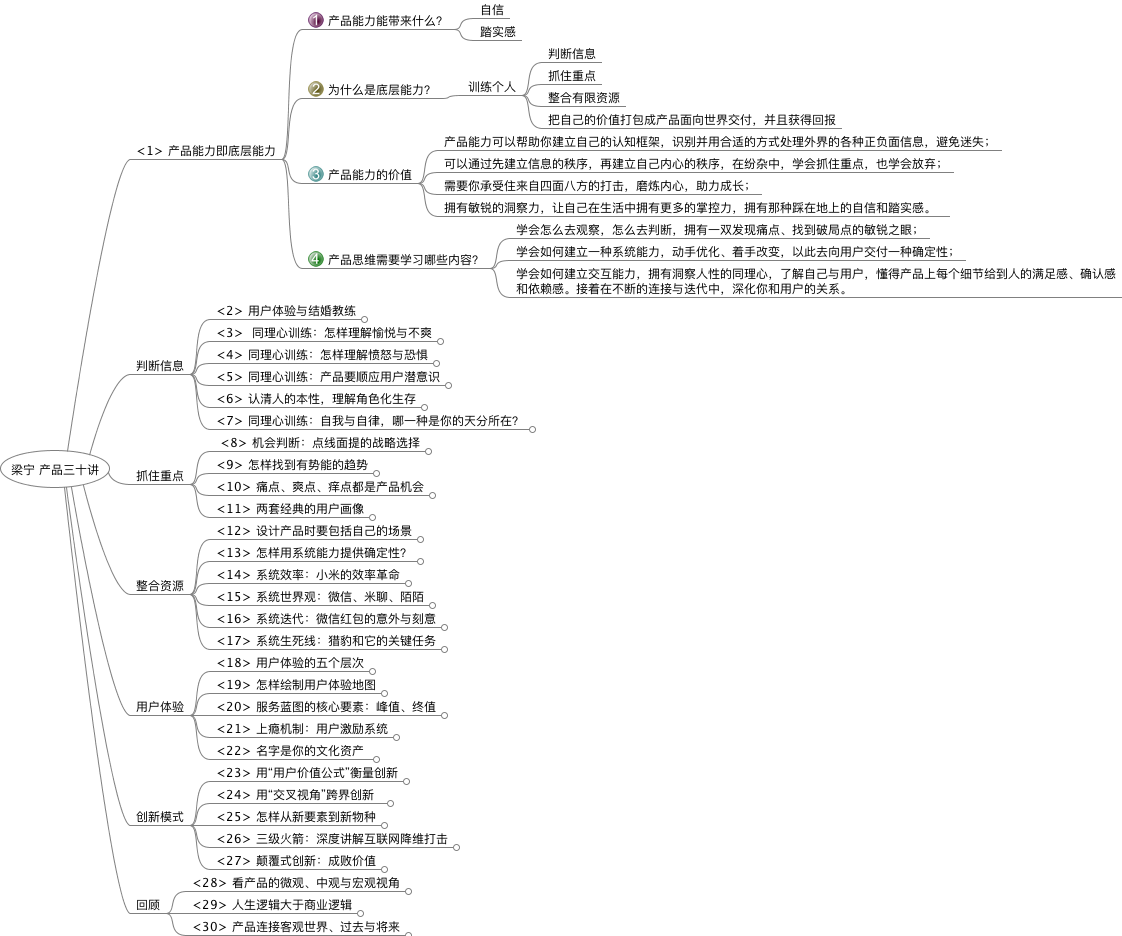 梁宁 产品三十讲
<1> 产品能力即底层能力
1 产品能力能带来什么？
自信
踏实感
2 为什么是底层能力？
训练个人
判断信息
抓住重点
整合有限资源
把自己的价值打包成产品面向世界交付，并且获得回报
3 产品能力的价值
产品能力可以帮助你建立自己的认知框架，识别并用合适的方式处理外界的各种正负面信息，避免迷失；
可以通过先建立信息的秩序，再建立自己内心的秩序，在纷杂中，学会抓住重点，也学会放弃；
需要你承受住来自四面八方的打击，磨炼内心，助力成长；
拥有敏锐的洞察力，让自己在生活中拥有更多的掌控力，拥有那种踩在地上的自信和踏实感。
4 产品思维需要学习哪些内容？
学会怎么去观察，怎么去判断，拥有一双发现痛点、找到破局点的敏锐之眼；
学会如何建立一种系统能力，动手优化、着手改变，以此去向用户交付一种确定性；
学会如何建立交互能力，拥有洞察人性的同理心，了解自己与用户，懂得产品上每个细节给到人的满足感、确认感
和依赖感。接着在不断的连接与迭代中，深化你和用户的关系。
判断信息
<2> 用户体验与结婚教练
<3> 同理心训练：怎样理解愉悦与不爽
<4> 同理心训练：怎样理解愤怒与恐惧
<5> 同理心训练：产品要顺应用户潜意识
<6> 认清人的本性，理解角色化生存
<7> 同理心训练：自我与自律，哪一种是你的天分所在？
抓住重点
<8> 机会判断：点线面提的战略选择
<9> 怎样找到有势能的趋势
<10> 痛点、爽点、痒点都是产品机会
<11> 两套经典的用户画像
整合资源
<12> 设计产品时要包括自己的场景
<13> 怎样用系统能力提供确定性？
<14> 系统效率：小米的效率革命
<15> 系统世界观：微信、米聊、陌陌
<16> 系统迭代：微信红包的意外与刻意
<17> 系统生死线：猎豹和它的关键任务
用户体验
<18> 用户体验的五个层次
<19> 怎样绘制用户体验地图
<20> 服务蓝图的核心要素：峰值、终值
<21> 上瘾机制：用户激励系统
<22> 名字是你的文化资产
创新模式
<23> 用“用户价值公式”衡量创新
<24> 用“交叉视角”跨界创新
<25> 怎样从新要素到新物种
<26> 三级火箭：深度讲解互联网降维打击
<27> 颠覆式创新：成败价值
回顾
<28> 看产品的微观、中观与宏观视角
<29> 人生逻辑大于商业逻辑
<30> 产品连接客观世界、过去与将来